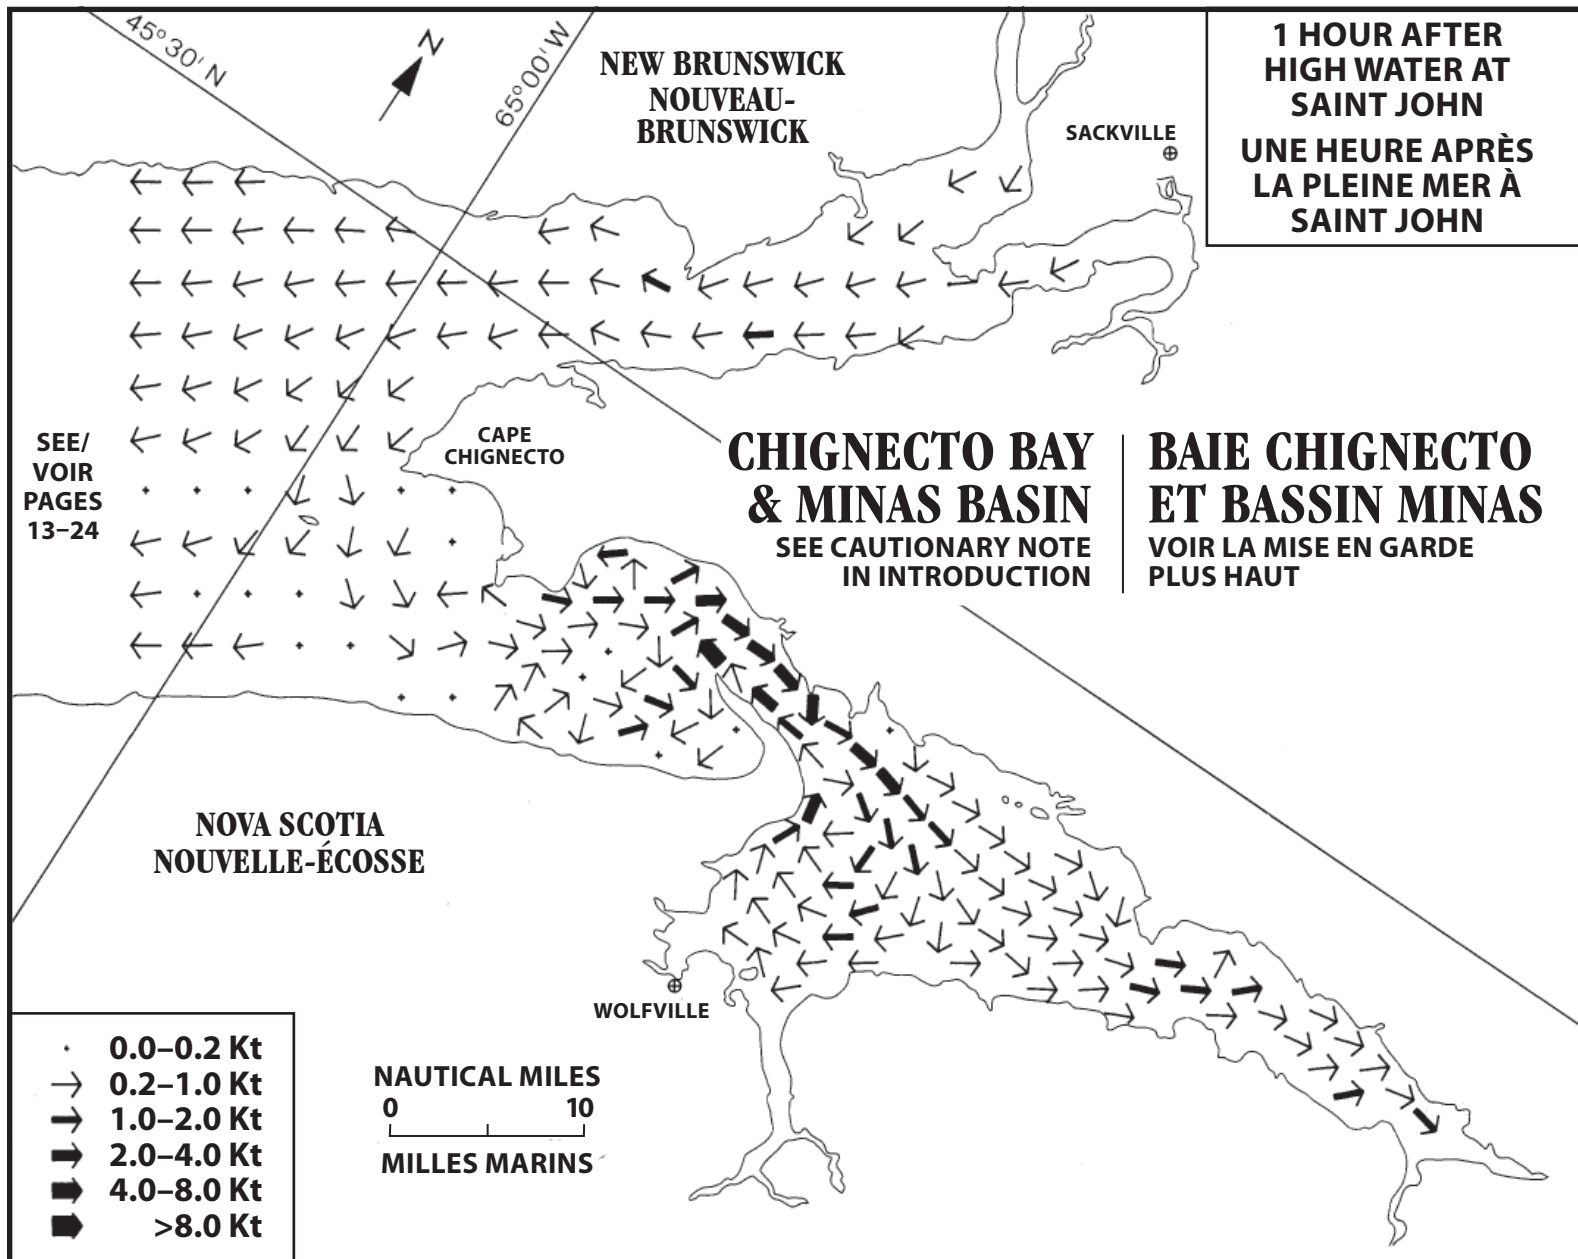 45°30' N
N
65°00' W
NEW BRUNSWICK
NOUVEAU-
BRUNSWICK
SACKVILLE
1 HOUR AFTER
HIGH WATER AT
SAINT JOHN
UNE HEURE APRÈS
LA PLEINE MER À
SAINT JOHN
SEE/
VOIR
PAGES
13–24
CAPE
CHIGNECTO
CHIGNECTO BAY
& MINAS BASIN
SEE CAUTIONARY NOTE
IN INTRODUCTION
BAIE CHIGNECTO
ET BASSIN MINAS
VOIR LA MISE EN GARDE
PLUS HAUT
NOVA SCOTIA
NOUVELLE-ÉCOSSE
WOLFVILLE
0.0–0.2 Kt
0.2–1.0 Kt
1.0–2.0 Kt
2.0–4.0 Kt
4.0–8.0 Kt
>8.0 Kt
NAUTICAL MILES
0 10
MILLES MARINS